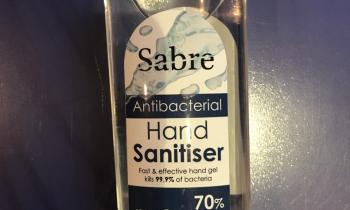 Sabre
Antibacterial
Hand
Sanitiser
Fast & effective hand gel
kills 99.9% of bacteria
70%